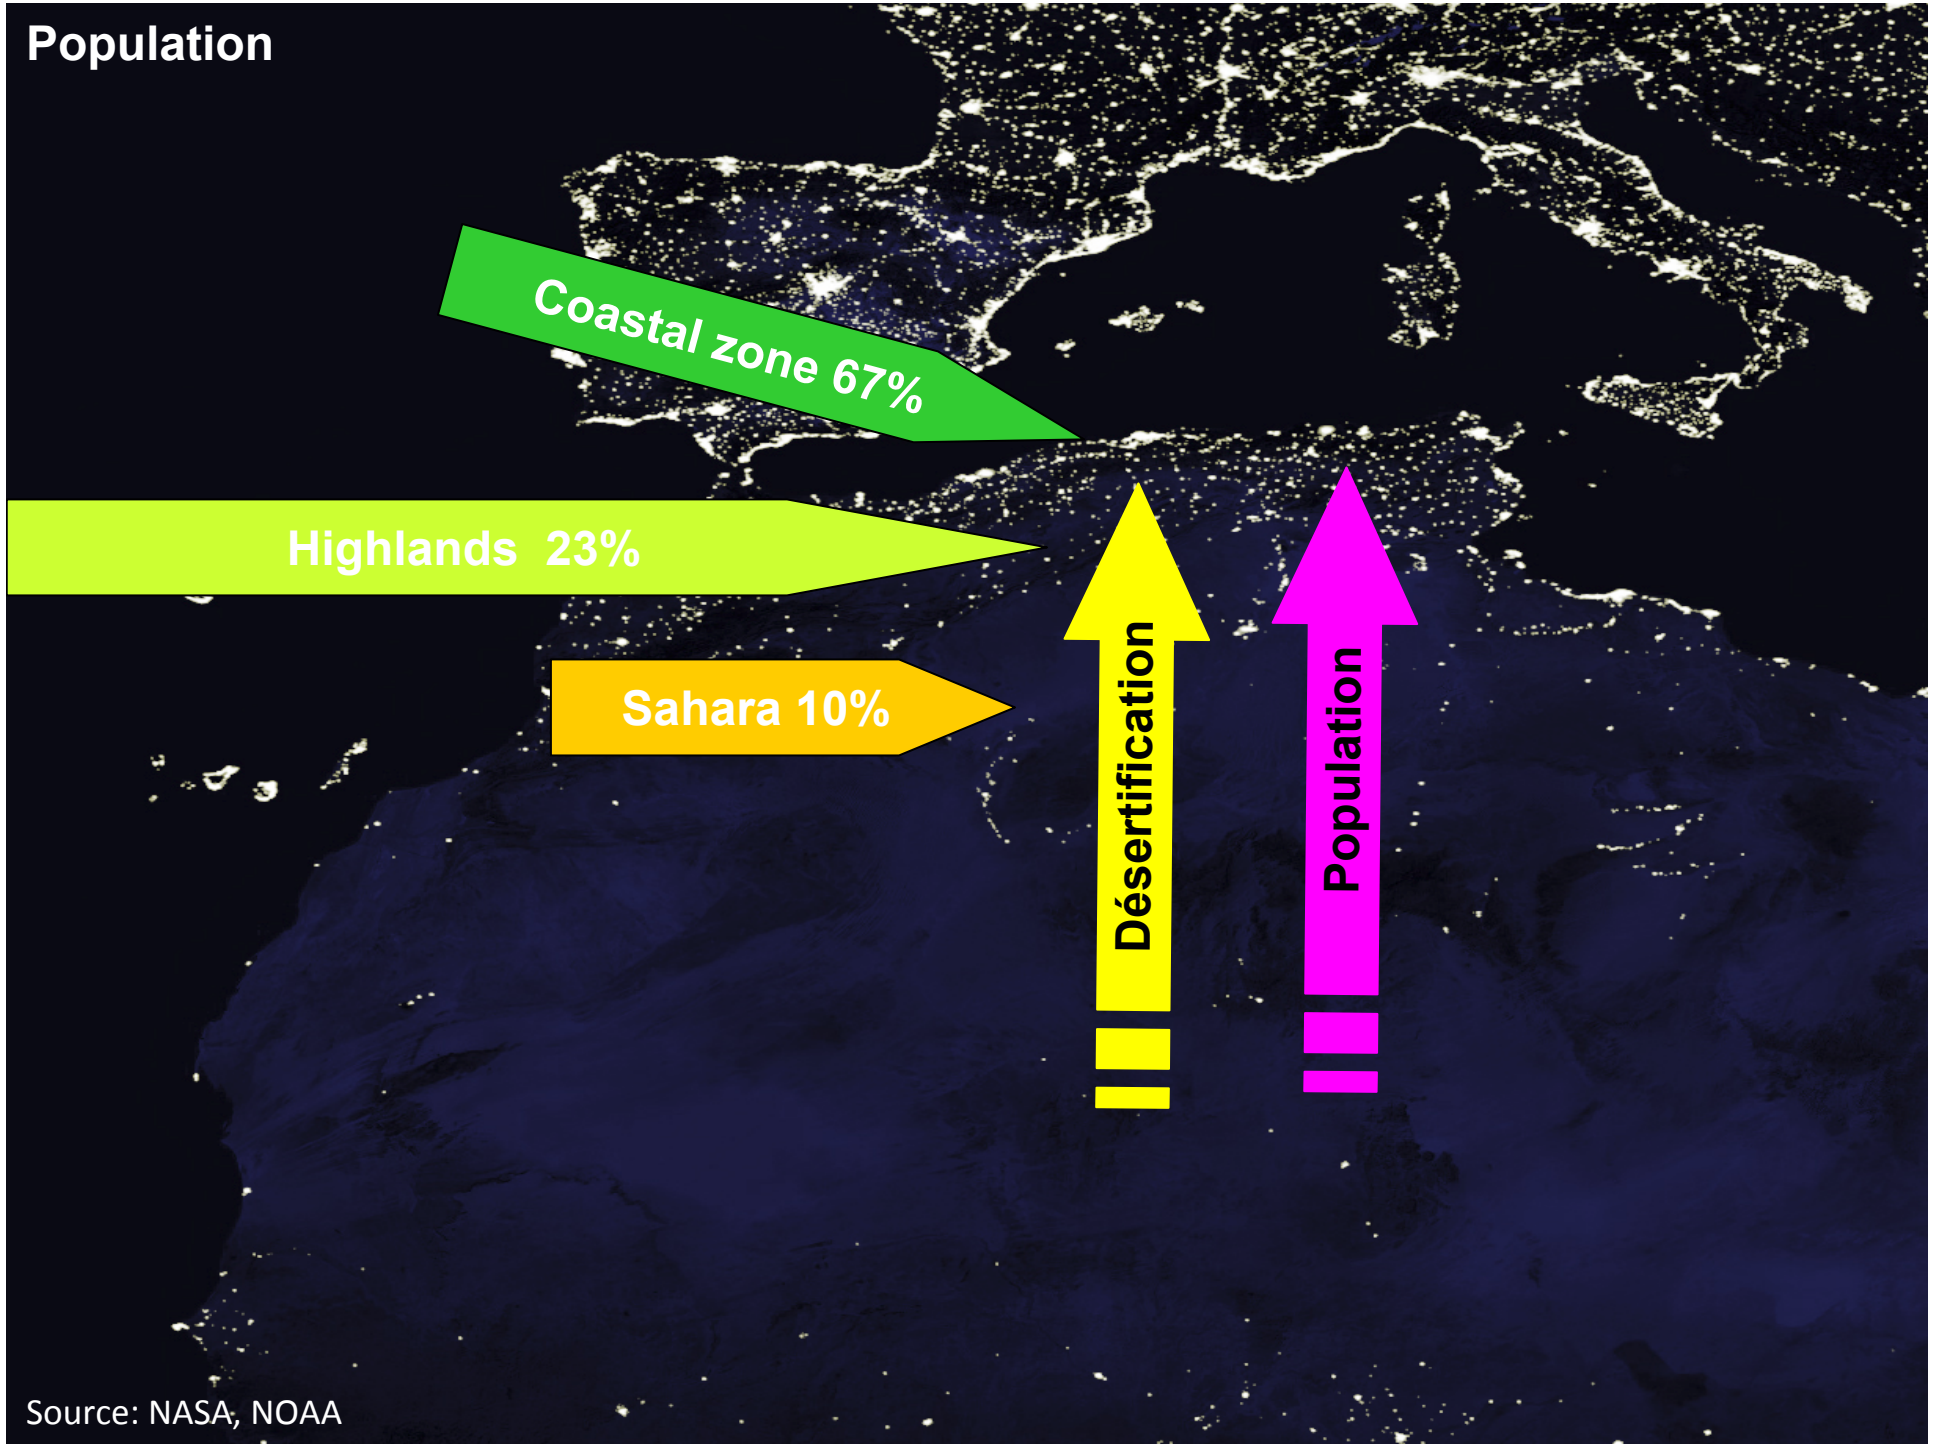 Population
Coastal zone 67%
Highlands  23%
Sahara 10%
Désertification
Population
Source: NASA, NOAA